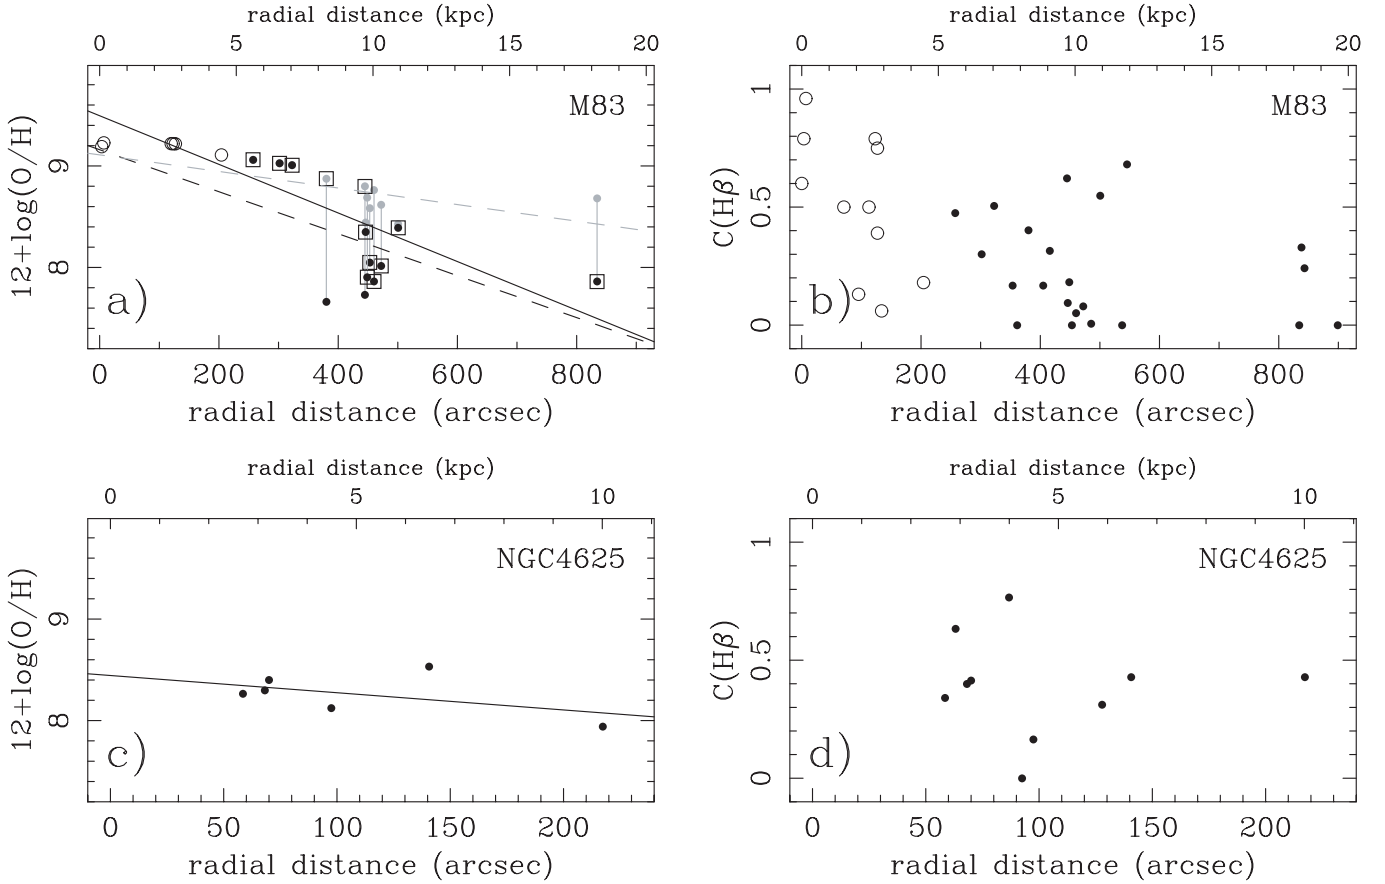 radial distance (kpc)
0 5 10 15 20
12+log(O/H)
9
8
M83
a)
0 200 400 600 800
radial distance (arcsec)
radial distance (kpc)
0 5 10 15 20
C(Hβ)
1
0.5
0
M83
b)
0 200 400 600 800
radial distance (arcsec)
radial distance (kpc)
0 5 10
12+log(O/H)
9
8
NGC4625
c)
0 50 100 150 200
radial distance (arcsec)
radial distance (kpc)
0 5 10
C(Hβ)
1
0.5
0
NGC4625
d)
0 50 100 150 200
radial distance (arcsec)